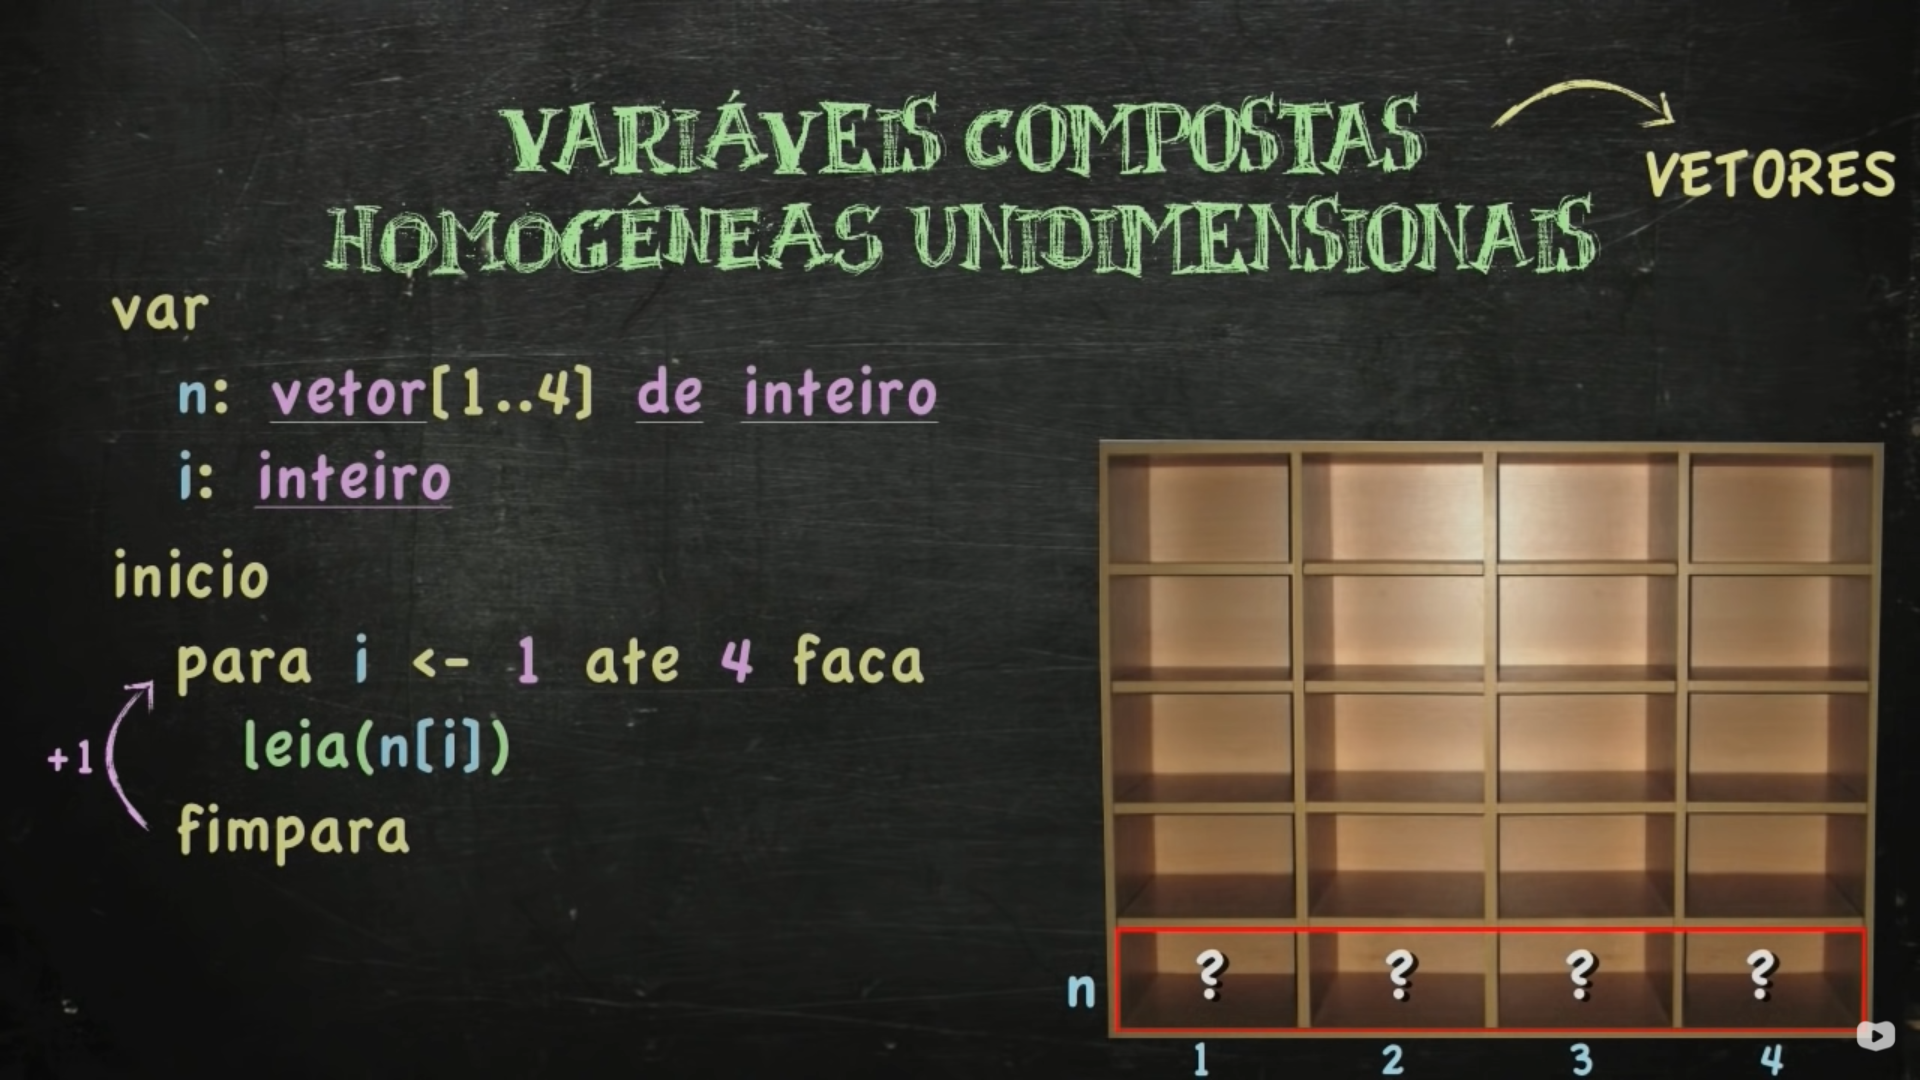 VARIÁVEIS COMPOSTAS
HOMOGÊNEAS UNIDIMENSIONAIS
VETORES
var
n: vetor[1..4] de inteiro
i: inteiro
inicio
para i <- 1 ate 4 faca
leia(n[i])
fimpara
+1
n ? ? ? ?
1 2 3 4